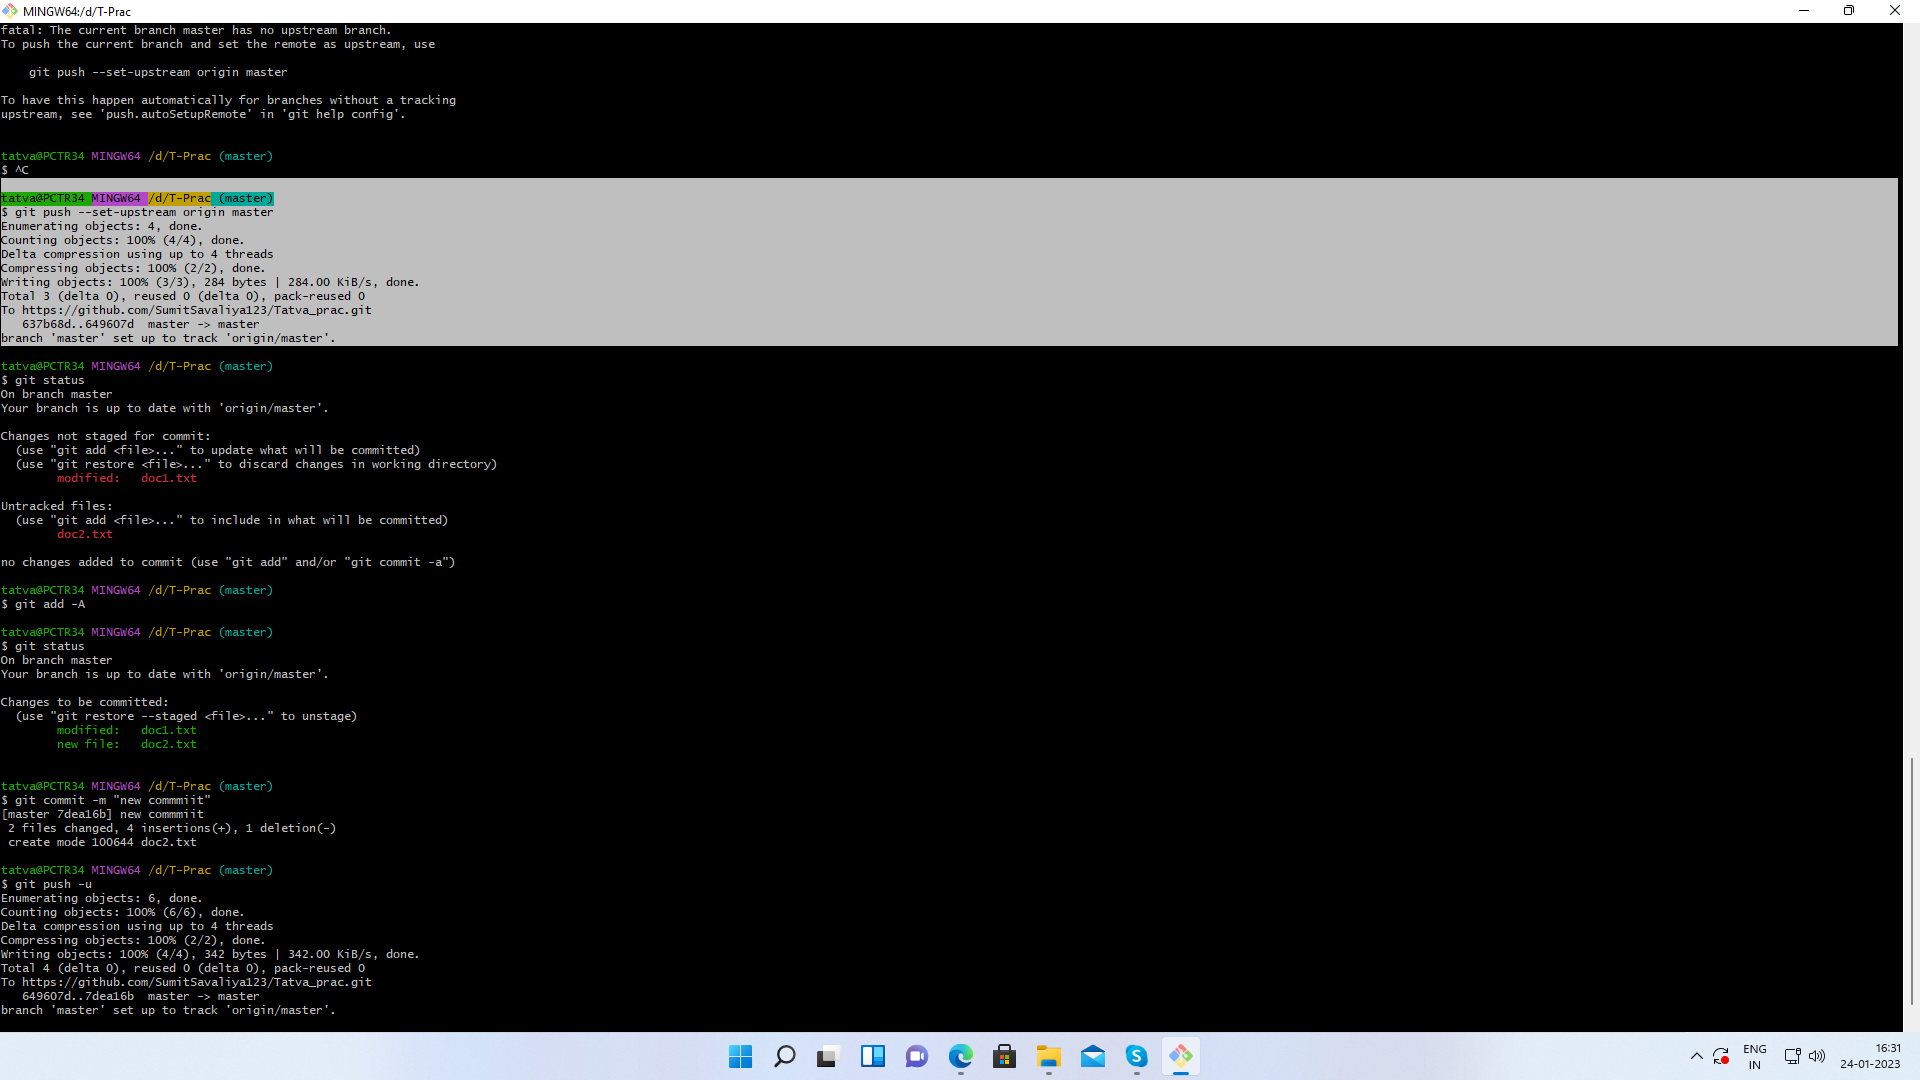 MINGW64:/d/T-Prac
fatal: The current branch master has no upstream branch.
To push the current branch and set the remote as upstream, use
    git push --set-upstream origin master
To have this happen automatically for branches without a tracking
upstream, see 'push.autoSetupRemote' in 'git help config'.
tatva@PCTR34 MINGW64 /d/T-Prac (master)
$ ^C
tatva@PCTR34 MINGW64 /d/T-Prac (master)
$ git push --set-upstream origin master
Enumerating objects: 4, done.
Counting objects: 100% (4/4), done.
Delta compression using up to 4 threads
Compressing objects: 100% (2/2), done.
Writing objects: 100% (3/3), 284 bytes | 284.00 KiB/s, done.
Total 3 (delta 0), reused 0 (delta 0), pack-reused 0
To https://github.com/SumitSavaliya123/Tatva_prac.git
   637b68d..649607d  master -> master
branch 'master' set up to track 'origin/master'.
tatva@PCTR34 MINGW64 /d/T-Prac (master)
$ git status
On branch master
Your branch is up to date with 'origin/master'.
Changes not staged for commit:
  (use "git add <file>..." to update what will be committed)
  (use "git restore <file>..." to discard changes in working directory)
        modified:   doc1.txt
Untracked files:
  (use "git add <file>..." to include in what will be committed)
        doc2.txt
no changes added to commit (use "git add" and/or "git commit -a")
tatva@PCTR34 MINGW64 /d/T-Prac (master)
$ git add -A
tatva@PCTR34 MINGW64 /d/T-Prac (master)
$ git status
On branch master
Your branch is up to date with 'origin/master'.
Changes to be committed:
  (use "git restore --staged <file>..." to unstage)
        modified:   doc1.txt
        new file:   doc2.txt
tatva@PCTR34 MINGW64 /d/T-Prac (master)
$ git commit -m "new commmiit"
[master 7dea16b] new commmiit
 2 files changed, 4 insertions(+), 1 deletion(-)
 create mode 100644 doc2.txt
tatva@PCTR34 MINGW64 /d/T-Prac (master)
$ git push -u
Enumerating objects: 6, done.
Counting objects: 100% (6/6), done.
Delta compression using up to 4 threads
Compressing objects: 100% (2/2), done.
Writing objects: 100% (4/4), 342 bytes | 342.00 KiB/s, done.
Total 4 (delta 0), reused 0 (delta 0), pack-reused 0
To https://github.com/SumitSavaliya123/Tatva_prac.git
   649607d..7dea16b  master -> master
branch 'master' set up to track 'origin/master'.
ENG
IN
16:31
24-01-2023